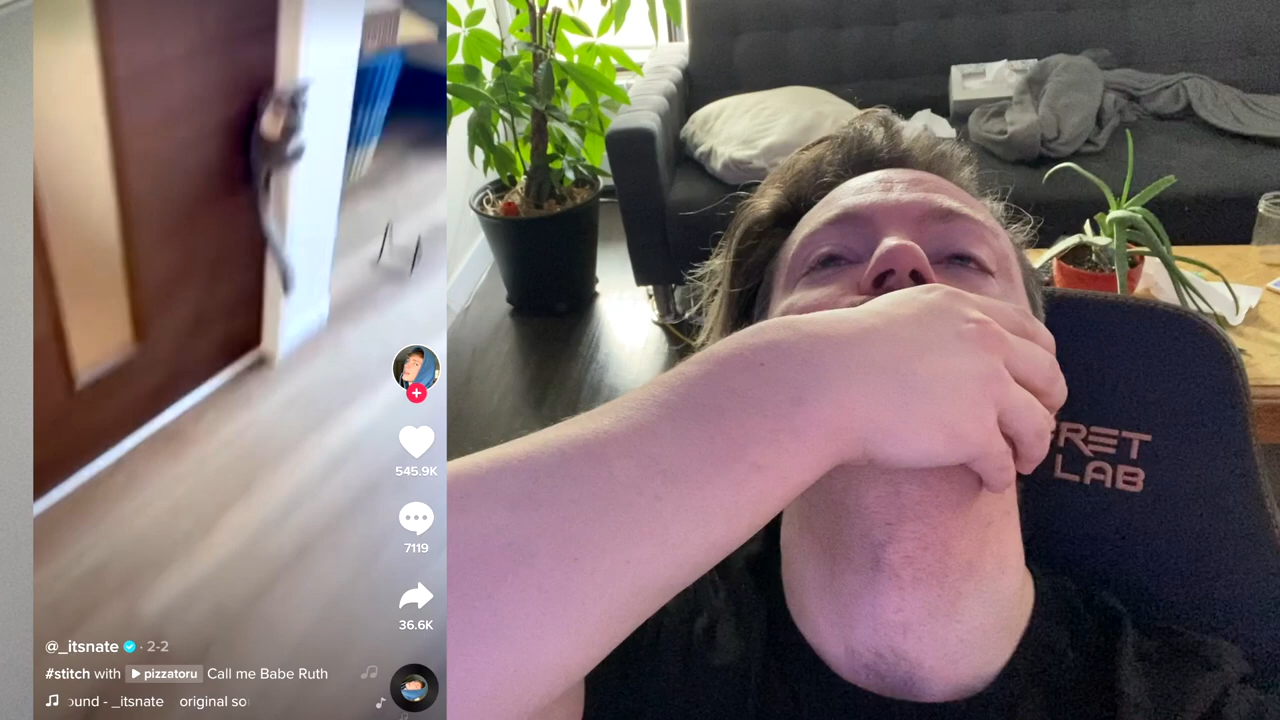 545.9K
7119
36.6K
@_itsnate · 2-2
#stitch with pizzatoru Call me Babe Ruth
ound - _itsnate original so
RET
LAB